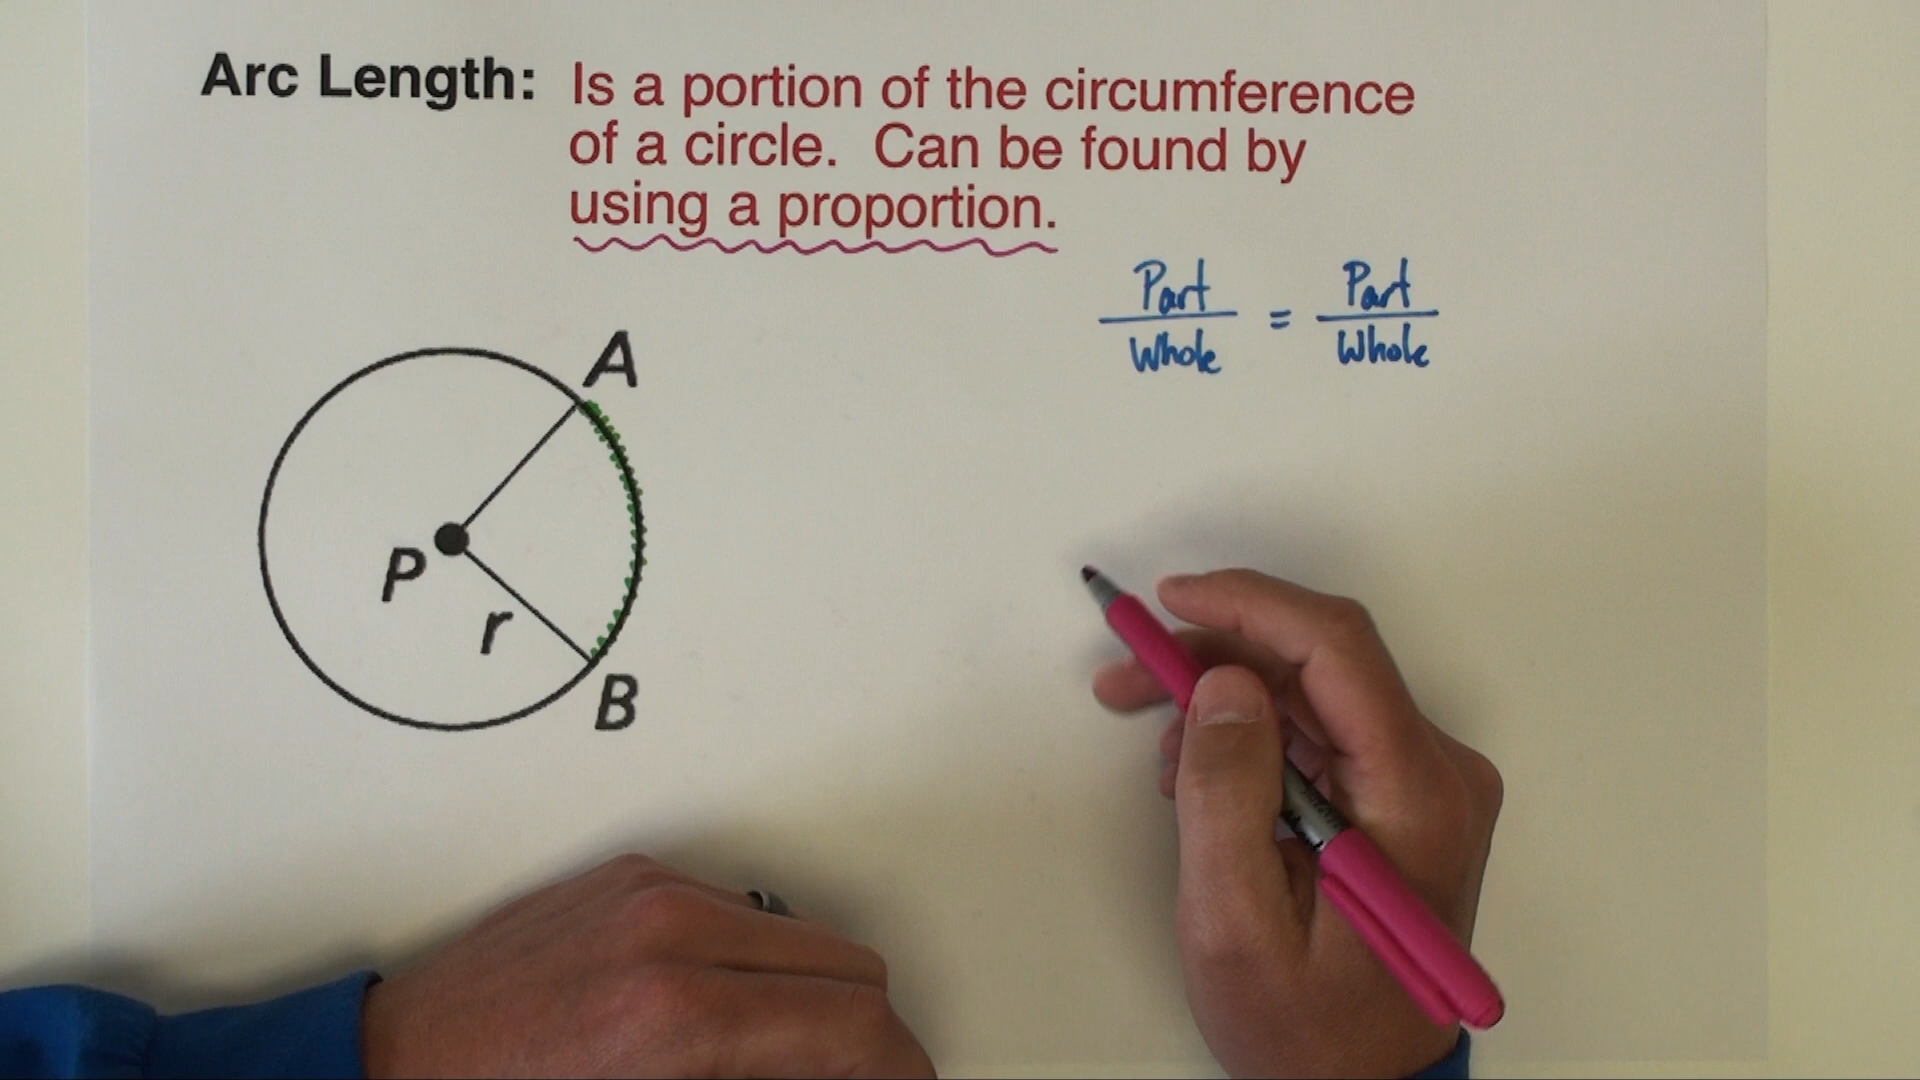 Arc Length: Is a portion of the circumference
of a circle. Can be found by
using a proportion.
Part = Part
Whole Whole
A
P
r
B